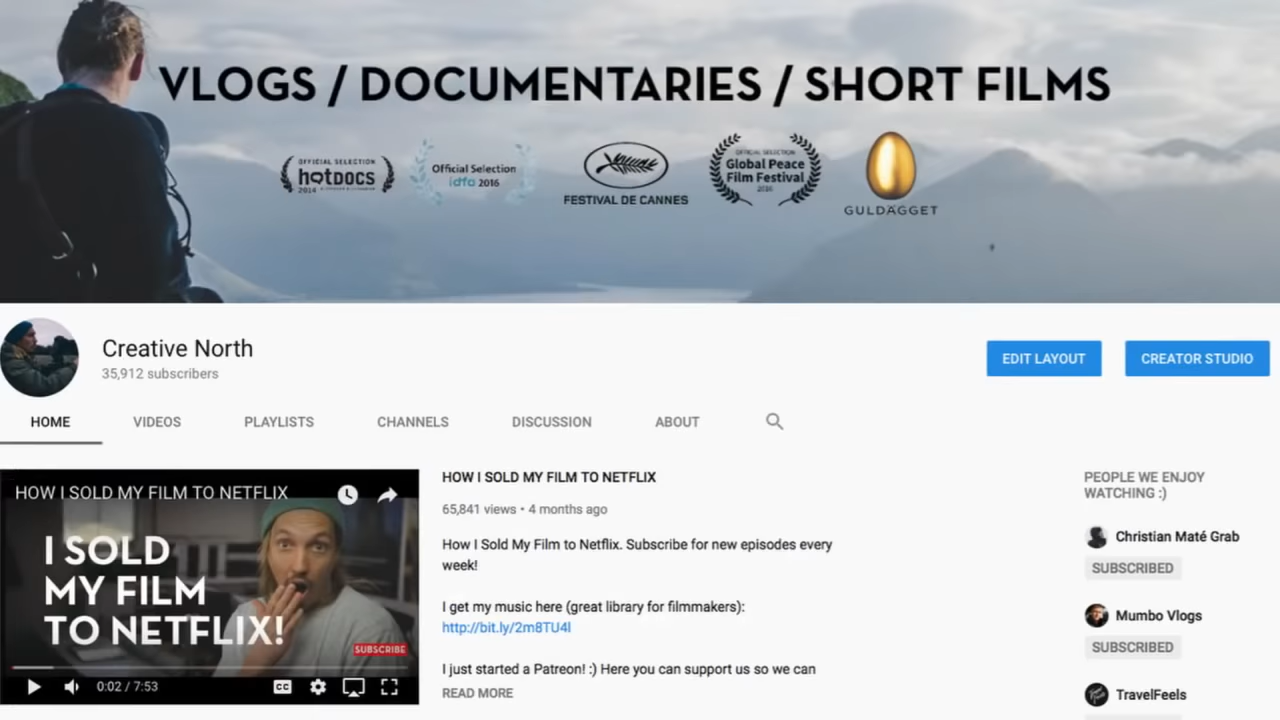 VLOGS / DOCUMENTARIES / SHORT FILMS
OFFICIAL SELECTION
hotDOCS
2014
Official Selection
idfa 2016
FESTIVAL DE CANNES
OFFICIAL SELECTION
Global Peace
Film Festival
2016
GULDÄGGET
Creative North
35,912 subscribers
EDIT LAYOUT
CREATOR STUDIO
HOME
VIDEOS
PLAYLISTS
CHANNELS
DISCUSSION
ABOUT
HOW I SOLD MY FILM TO NETFLIX
I SOLD
MY FILM
TO NETFLIX!
SUBSCRIBE
0:02 / 7:53
CC
HOW I SOLD MY FILM TO NETFLIX
65,841 views • 4 months ago
How I Sold My Film to Netflix. Subscribe for new episodes every
week!
I get my music here (great library for filmmakers):
http://bit.ly/2m8TU4l
I just started a Patreon! :) Here you can support us so we can
READ MORE
PEOPLE WE ENJOY
WATCHING :)
Christian Maté Grab
SUBSCRIBED
Mumbo Vlogs
SUBSCRIBED
TravelFeels